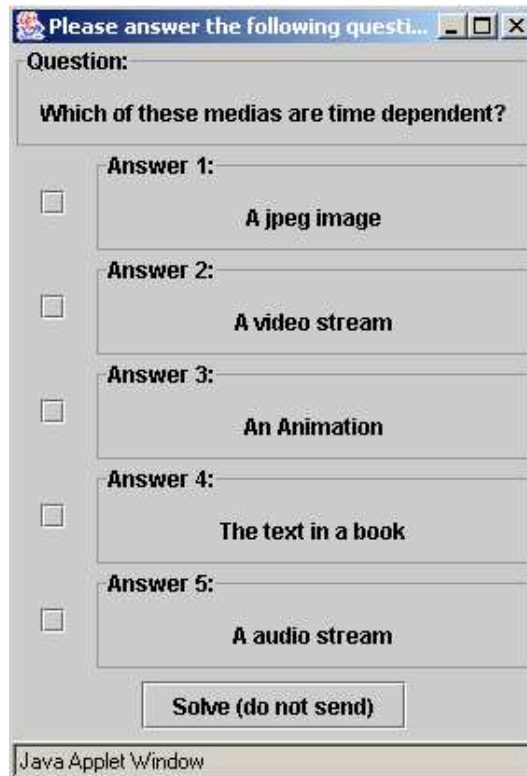 Please answer the following questi...
Question:
Which of these medias are time dependent?
Answer 1:
A jpeg image
Answer 2:
A video stream
Answer 3:
An Animation
Answer 4:
The text in a book
Answer 5:
A audio stream
Solve (do not send)
Java Applet Window